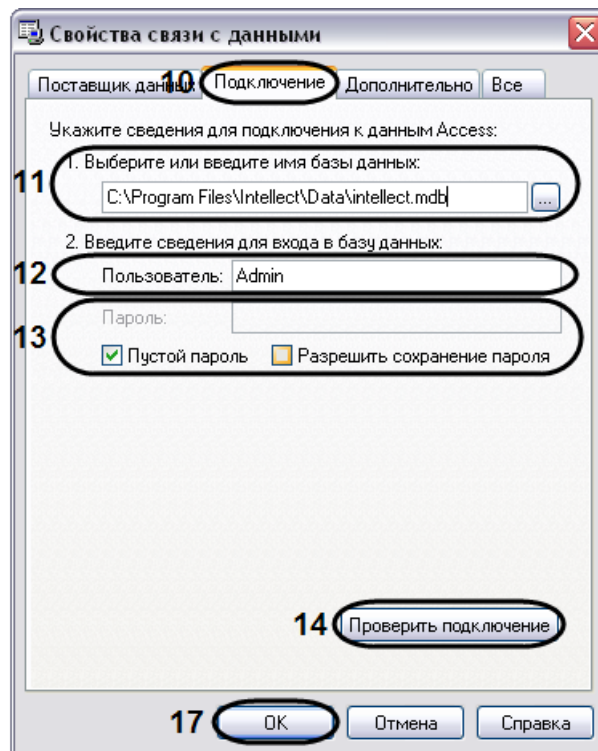 Свойства связи с данными
Поставщик данных 10 Подключение Дополнительно Все
Укажите сведения для подключения к данным Access:
1. Выберите или введите имя базы данных:
11 C:\Program Files\Intellect\Data\intellect.mdb ...
2. Введите сведения для входа в базу данных:
12 Пользователь: Admin
Пароль:
13
Пустой пароль Разрешить сохранение пароля
14 Проверить подключение
17 OK Отмена Справка